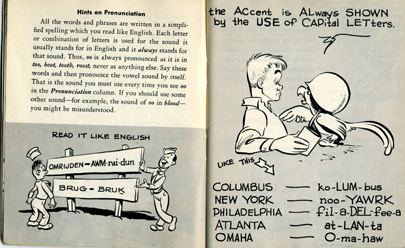 Hints on Pronunciation
All the words and phrases are written in a simpli-
fied spelling which you read like English. Each letter
or combination of letters is used for the sound it
usually stands for in English and it always stands for
that sound. Thus, oo is always pronounced as it is in
too, boot, tooth, roost, never as anything else. Say these
words and then pronounce the vowel sound by itself.
That is the sound you must use every time you see oo
in the Pronunciation column. If you should use some
other sound—for example, the sound of oo in blood—
you might be misunderstood.
READ IT LIKE ENGLISH
OMRIJDEN-AWM-rai-dun
BRUG-BRUK
the ACcent is ALways SHOWN
by the USE of CAPital LETters.
LIKE THIS
COLUMBUS — ko-LUM-bus
NEW YORK — noo-YAWRK
PHILADELPHIA — fil-a-DEL-fee-a
ATLANTA — at-LAN-ta
OMAHA — O-ma-haw